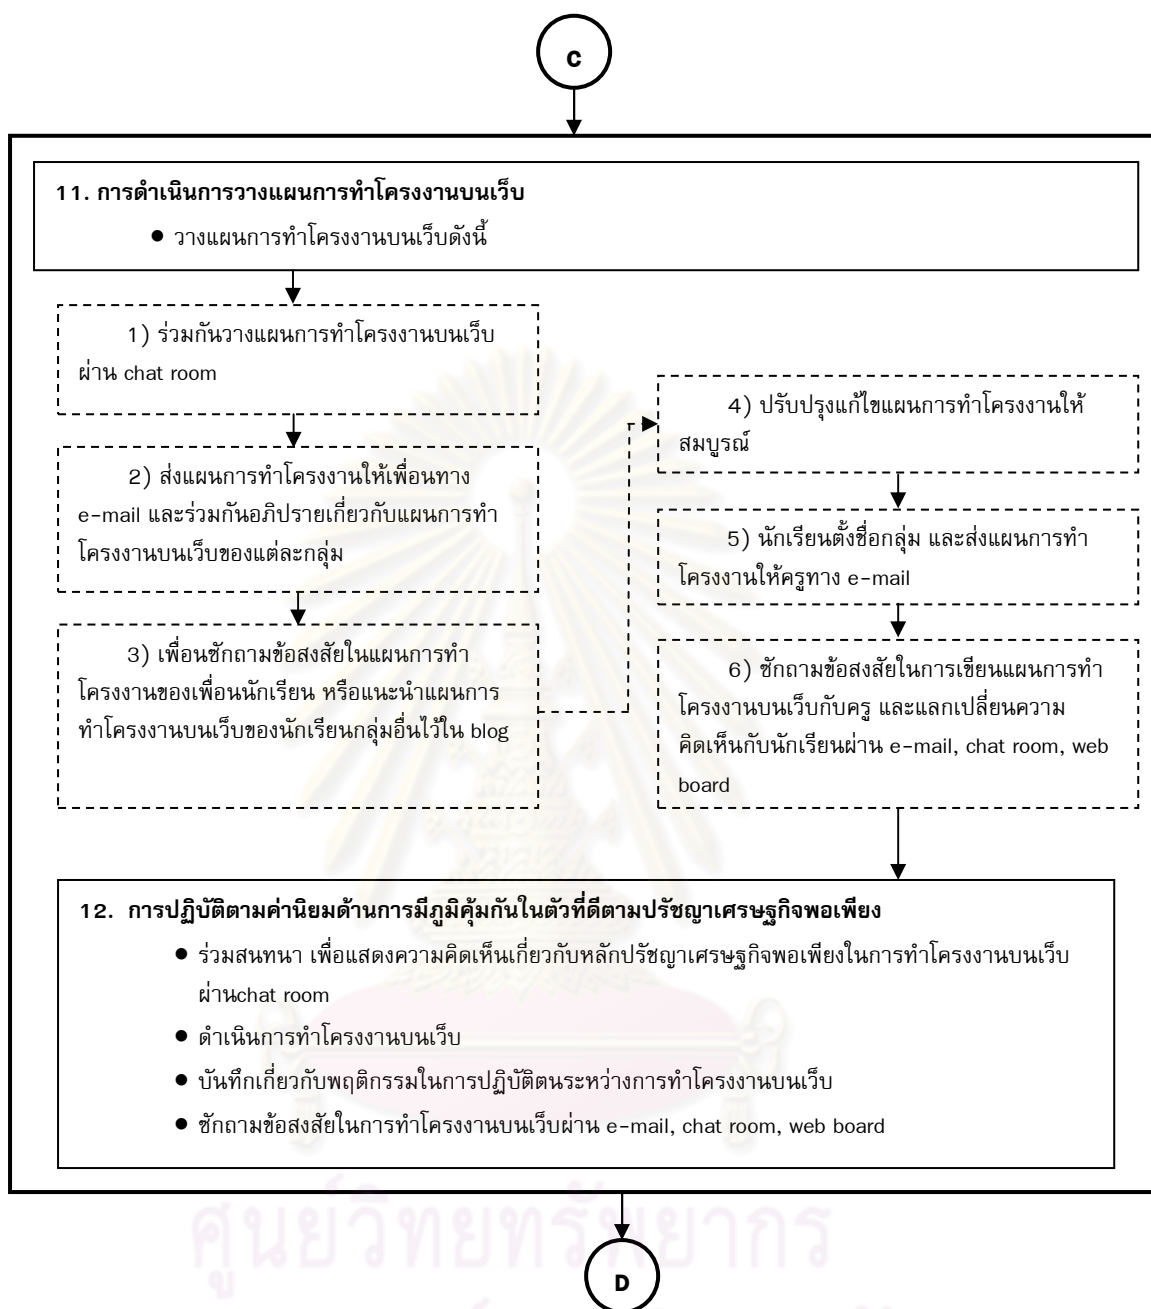 C
11. การดำเนินการวางแผนการทำโครงงานบนเว็บ
● วางแผนการทำโครงงานบนเว็บดังนี้
1) ร่วมกันวางแผนการทำโครงงานบนเว็บ
ผ่าน chat room
2) ส่งแผนการทำโครงงานให้เพื่อนทาง
e-mail และร่วมกันอภิปรายเกี่ยวกับแผนการทำ
โครงงานบนเว็บของแต่ละกลุ่ม
3) เพื่อนซักถามข้อสงสัยในแผนการทำ
โครงงานของเพื่อนนักเรียน หรือแนะนำแผนการ
ทำโครงงานบนเว็บของนักเรียนกลุ่มอื่นไว้ใน blog
4) ปรับปรุงแก้ไขแผนการทำโครงงานให้
สมบูรณ์
5) นักเรียนตั้งชื่อกลุ่ม และส่งแผนการทำ
โครงงานให้ครูทาง e-mail
6) ซักถามข้อสงสัยในการเขียนแผนการทำ
โครงงานบนเว็บกับครู และแลกเปลี่ยนความ
คิดเห็นกับนักเรียนผ่าน e-mail, chat room, web
board
12. การปฏิบัติตามค่านิยมด้านการมีภูมิคุ้มกันในตัวที่ดีตามปรัชญาเศรษฐกิจพอเพียง
● ร่วมสนทนา เพื่อแสดงความคิดเห็นเกี่ยวกับหลักปรัชญาเศรษฐกิจพอเพียงในการทำโครงงานบนเว็บ
ผ่านchat room
● ดำเนินการทำโครงงานบนเว็บ
● บันทึกเกี่ยวกับพฤติกรรมในการปฏิบัติตนระหว่างการทำโครงงานบนเว็บ
● ซักถามข้อสงสัยในการทำโครงงานบนเว็บผ่าน e-mail, chat room, web board
ศูนย์วิทยทรัพยากร
D